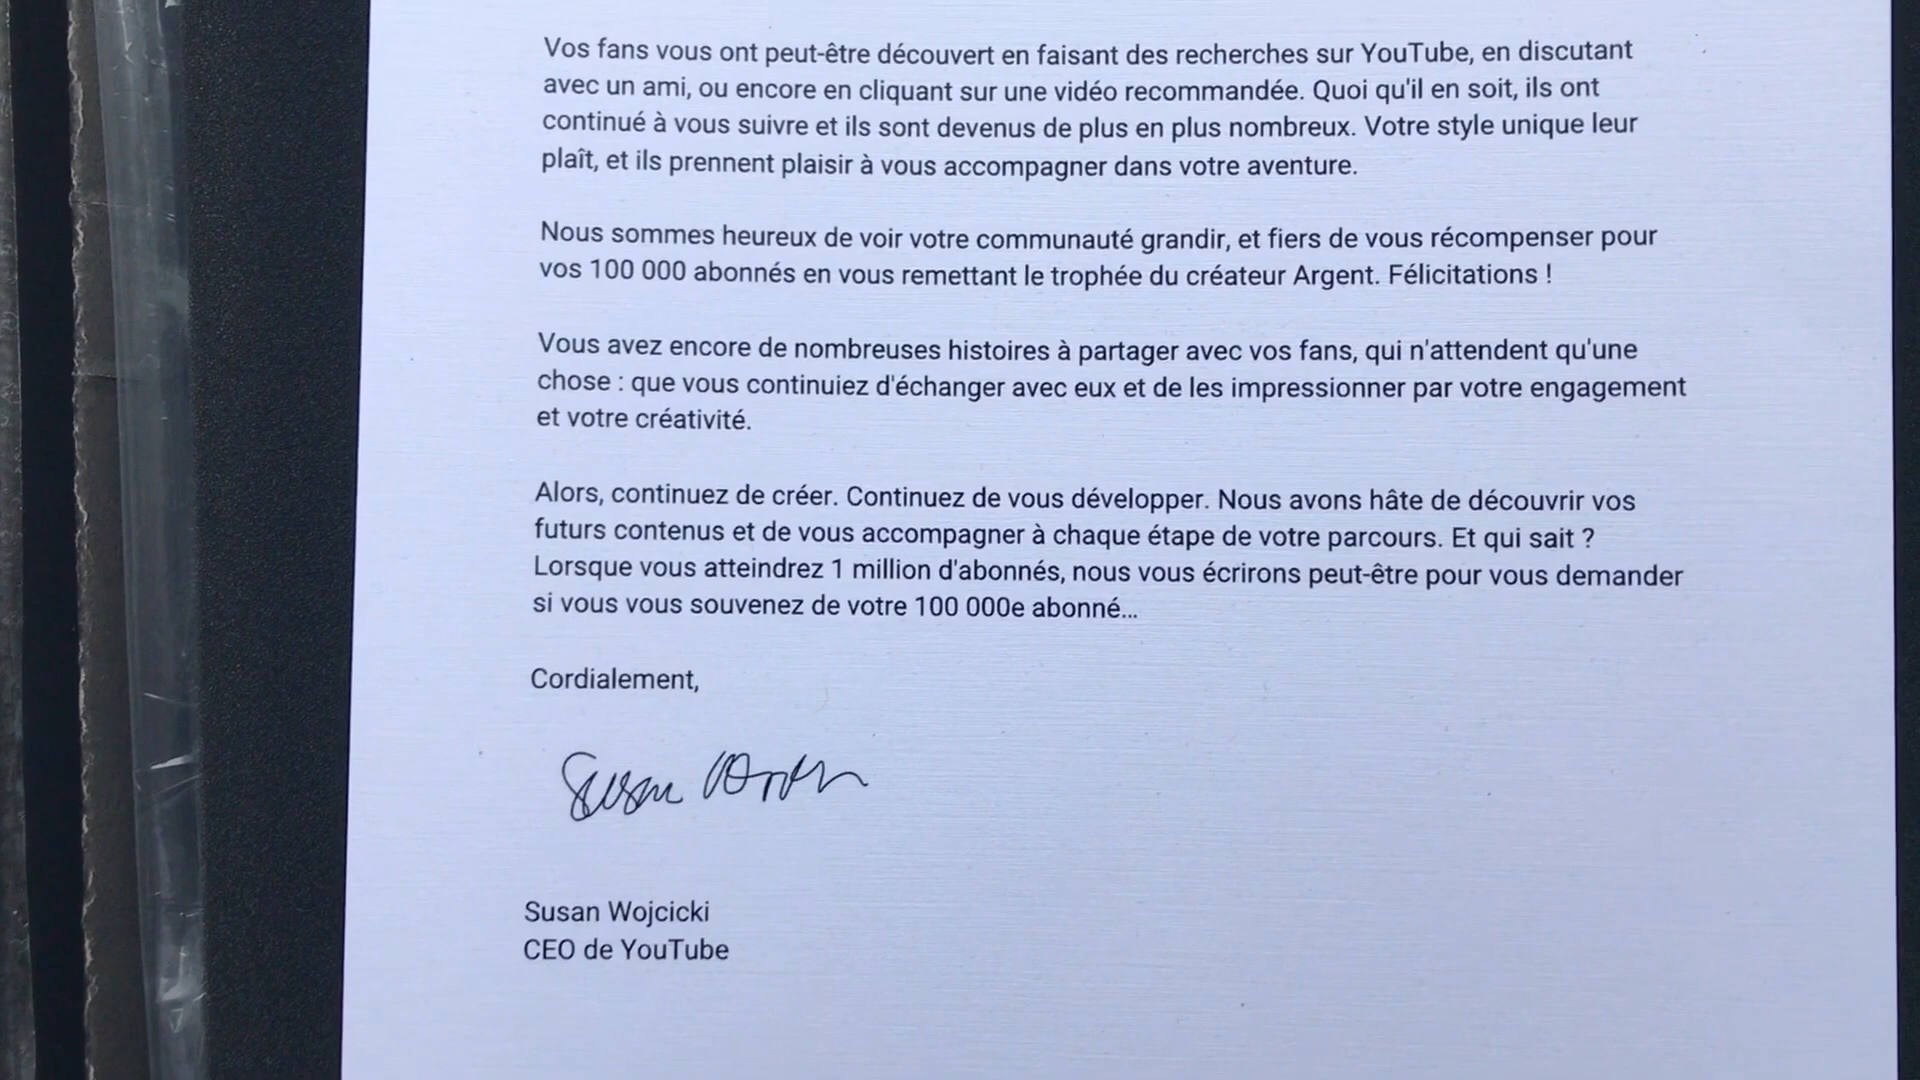 Vos fans vous ont peut-être découvert en faisant des recherches sur YouTube, en discutant
avec un ami, ou encore en cliquant sur une vidéo recommandée. Quoi qu'il en soit, ils ont
continué à vous suivre et ils sont devenus de plus en plus nombreux. Votre style unique leur
plaît, et ils prennent plaisir à vous accompagner dans votre aventure.
Nous sommes heureux de voir votre communauté grandir, et fiers de vous récompenser pour
vos 100 000 abonnés en vous remettant le trophée du créateur Argent. Félicitations !
Vous avez encore de nombreuses histoires à partager avec vos fans, qui n'attendent qu'une
chose : que vous continuiez d'échanger avec eux et de les impressionner par votre engagement
et votre créativité.
Alors, continuez de créer. Continuez de vous développer. Nous avons hâte de découvrir vos
futurs contenus et de vous accompagner à chaque étape de votre parcours. Et qui sait ?
Lorsque vous atteindrez 1 million d'abonnés, nous vous écrirons peut-être pour vous demander
si vous vous souvenez de votre 100 000e abonné...
Cordialement,
Susan
Susan Wojcicki
CEO de YouTube